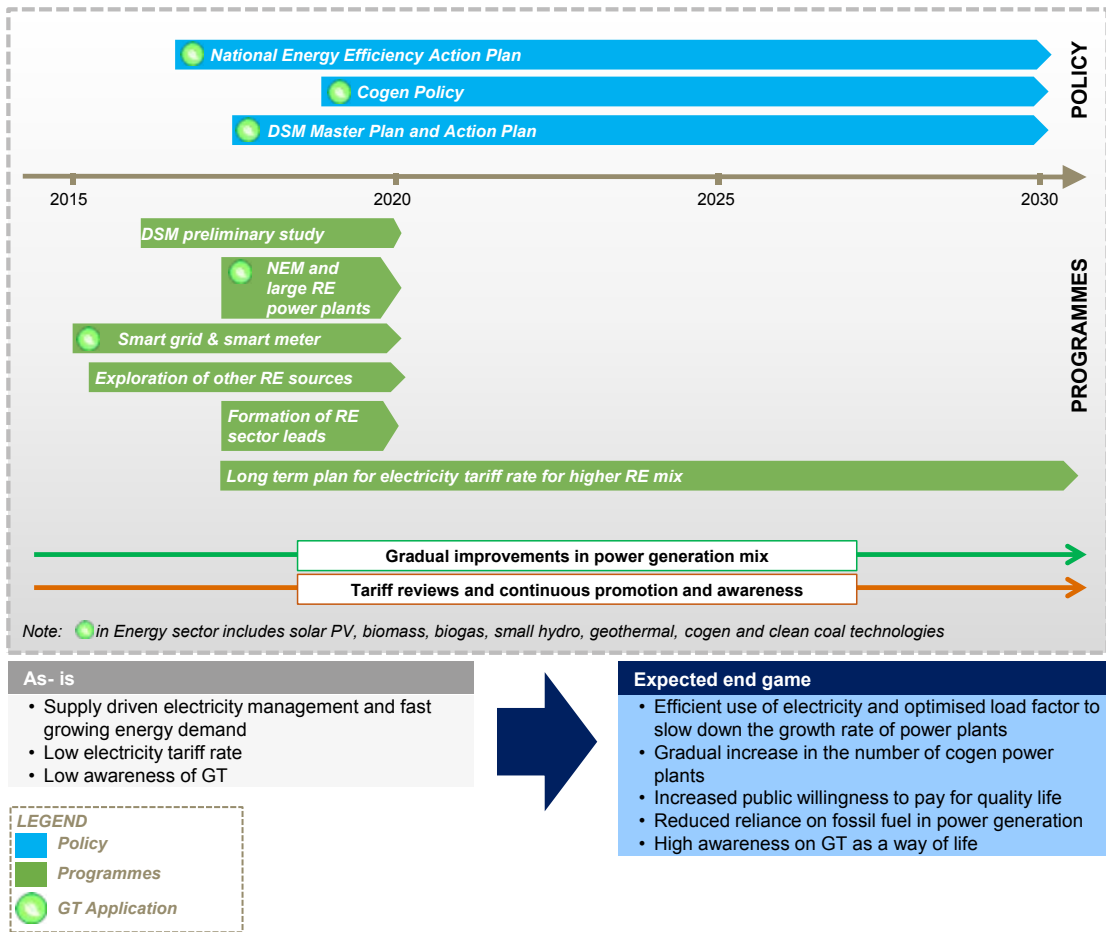 National Energy Efficiency Action Plan
Cogen Policy
DSM Master Plan and Action Plan
POLICY
2015
2020
2025
2030
DSM preliminary study
NEM and
large RE
power plants
Smart grid & smart meter
Exploration of other RE sources
Formation of RE
sector leads
Long term plan for electricity tariff rate for higher RE mix
PROGRAMMES
Gradual improvements in power generation mix
Tariff reviews and continuous promotion and awareness
Note: in Energy sector includes solar PV, biomass, biogas, small hydro, geothermal, cogen and clean coal technologies
As- is
• Supply driven electricity management and fast
growing energy demand
• Low electricity tariff rate
• Low awareness of GT
Expected end game
• Efficient use of electricity and optimised load factor to
slow down the growth rate of power plants
• Gradual increase in the number of cogen power
plants
• Increased public willingness to pay for quality life
• Reduced reliance on fossil fuel in power generation
• High awareness on GT as a way of life
LEGEND
Policy
Programmes
GT Application